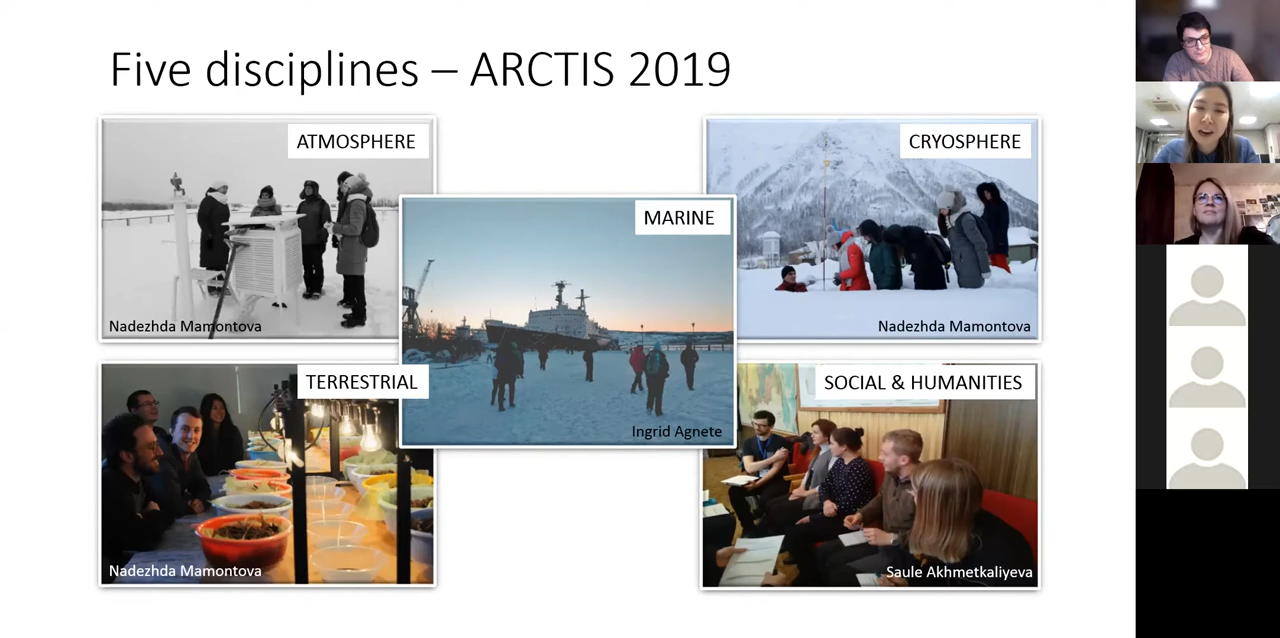 Five disciplines – ARCTIS 2019
ATMOSPHERE
Nadezhda Mamontova
CRYOSPHERE
Nadezhda Mamontova
MARINE
Ingrid Agnete
TERRESTRIAL
Nadezhda Mamontova
SOCIAL & HUMANITIES
Saule Akhmetkaliyeva